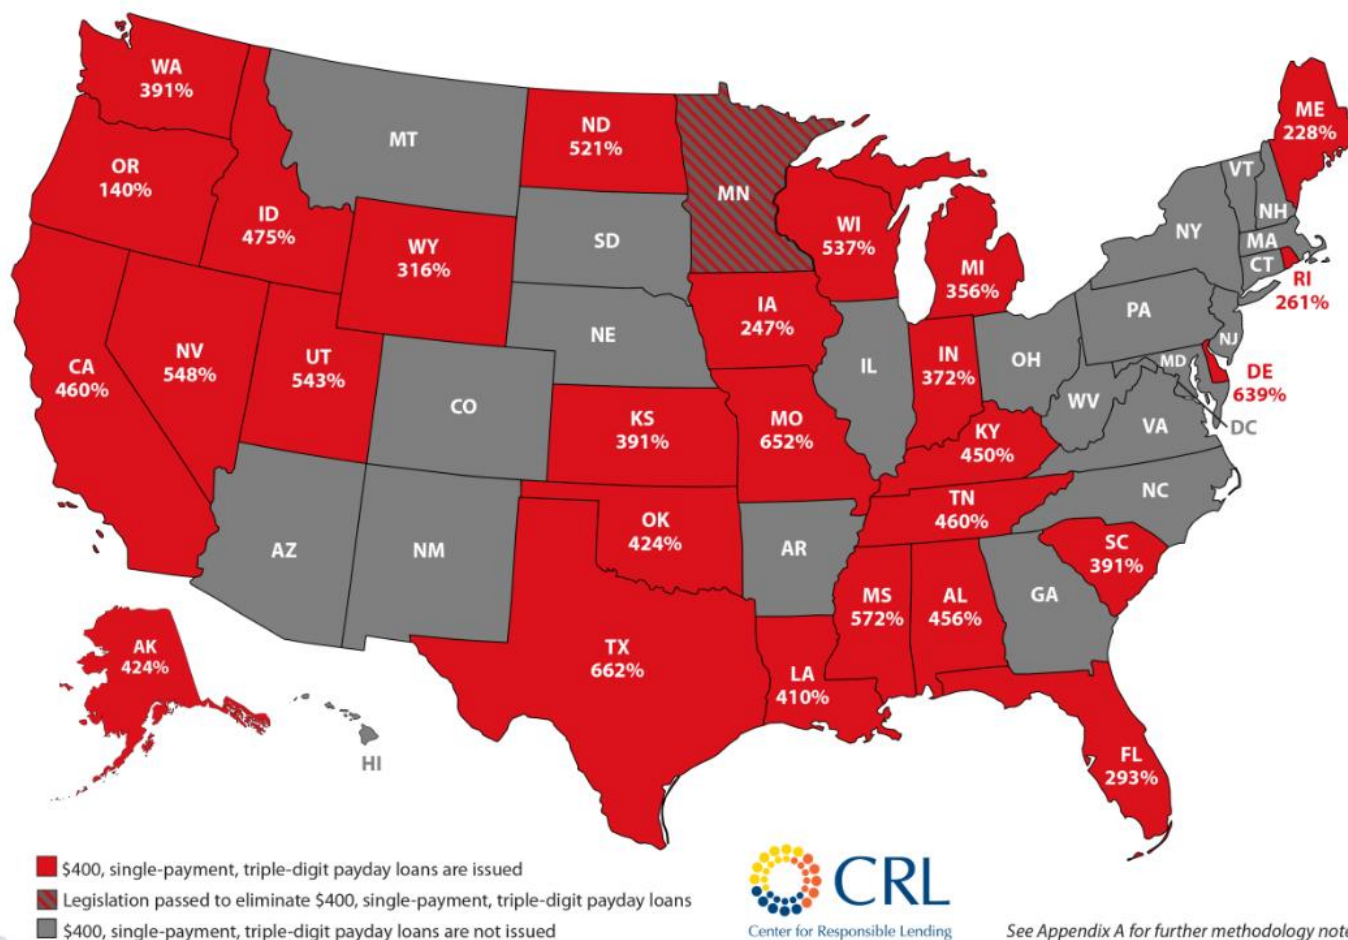 WA
391%
MT
ND
521%
ME
228%
OR
140%
ID
475%
WY
316%
SD
MN
WI
537%
MI
356%
NY
VT
NH
MA
CT
RI
261%
CA
460%
NV
548%
UT
543%
CO
NE
IA
247%
IL
IN
372%
OH
PA
NJ
MD
DE
639%
DC
WV
VA
KS
391%
MO
652%
KY
450%
NC
TN
460%
AZ
NM
OK
424%
AR
SC
391%
MS
572%
AL
456%
GA
TX
662%
LA
410%
FL
293%
AK
424%
HI
$400, single-payment, triple-digit payday loans are issued
Legislation passed to eliminate $400, single-payment, triple-digit payday loans
$400, single-payment, triple-digit payday loans are not issued
CRL
Center for Responsible Lending
See Appendix A for further methodology note